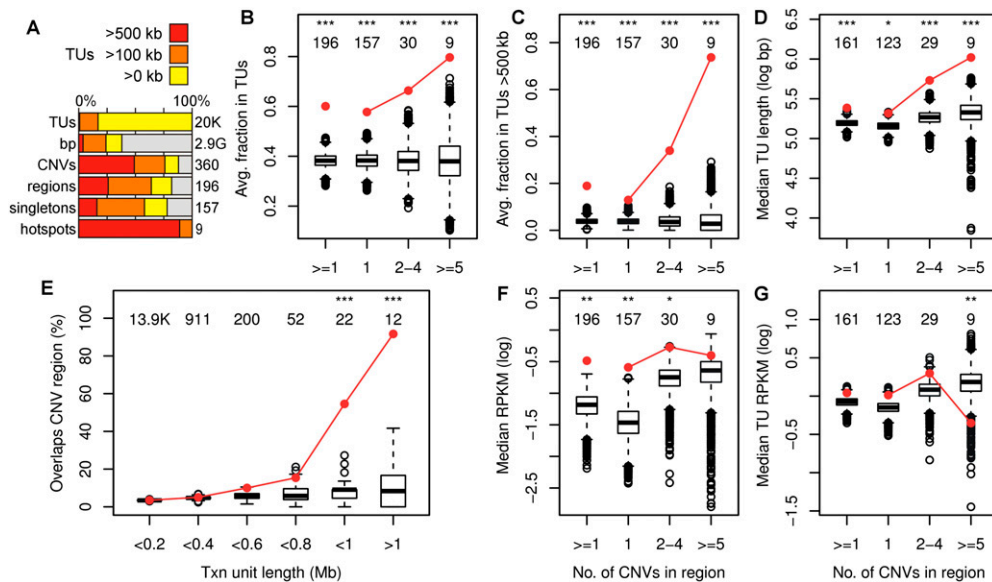 A
>500 kb
TUs >100 kb
>0 kb
0% 100%
TUs 20K
bp 2.9G
CNVs 360
regions 196
singletons 157
hotspots 9
B
*** *** *** ***
196 157 30 9
Avg. fraction in TUs
0.8
0.6
0.4
0.2
>=1 1 2-4 >=5
C
*** *** *** ***
196 157 30 9
Avg. fraction in TUs >500kb
0.8
0.6
0.4
0.2
0.0
>=1 1 2-4 >=5
D
*** * *** ***
161 123 29 9
Median TU length (log bp)
6.0
5.5
5.0
4.5
4.0
>=1 1 2-4 >=5
E
*** ***
13.9K 911 200 52 22 12
Overlaps CNV region (%)
100
80
60
40
20
0
<0.2 <0.4 <0.6 <0.8 <1 >1
Txn unit length (Mb)
F
** ** *
196 157 30 9
Median RPKM (log)
0.5
-0.5
-1.5
-2.5
>=1 1 2-4 >=5
No. of CNVs in region
G
**
161 123 29 9
Median TU RPKM (log)
1.0
0.5
-0.5
-1.5
>=1 1 2-4 >=5
No. of CNVs in region